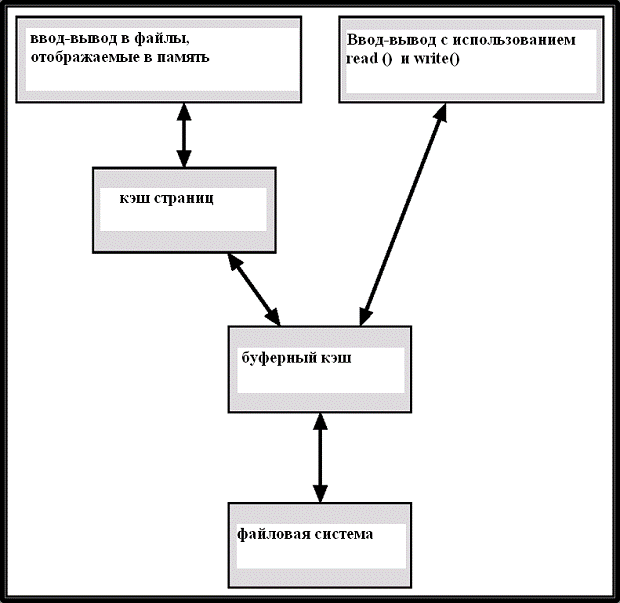 ввод-вывод в файлы,
отображаемые в память
Ввод-вывод с использованием
read () и write()
кэш страниц
буферный кэш
файловая система